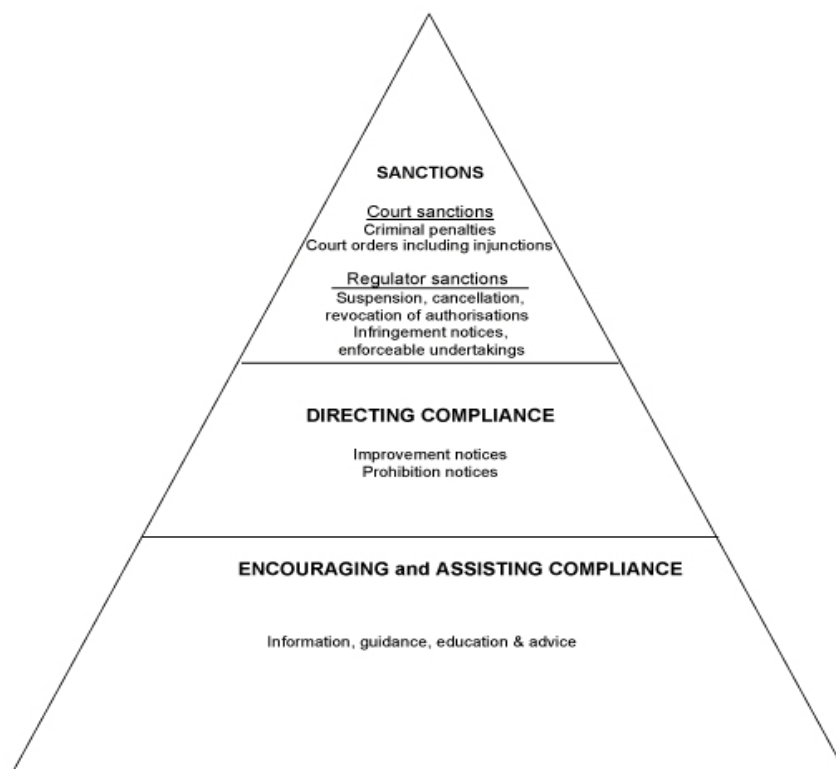 SANCTIONS
Court sanctions
Criminal penalties
Court orders including injunctions
Regulator sanctions
Suspension, cancellation,
revocation of authorisations
Infringement notices,
enforceable undertakings
DIRECTING COMPLIANCE
Improvement notices
Prohibition notices
ENCOURAGING and ASSISTING COMPLIANCE
Information, guidance, education & advice